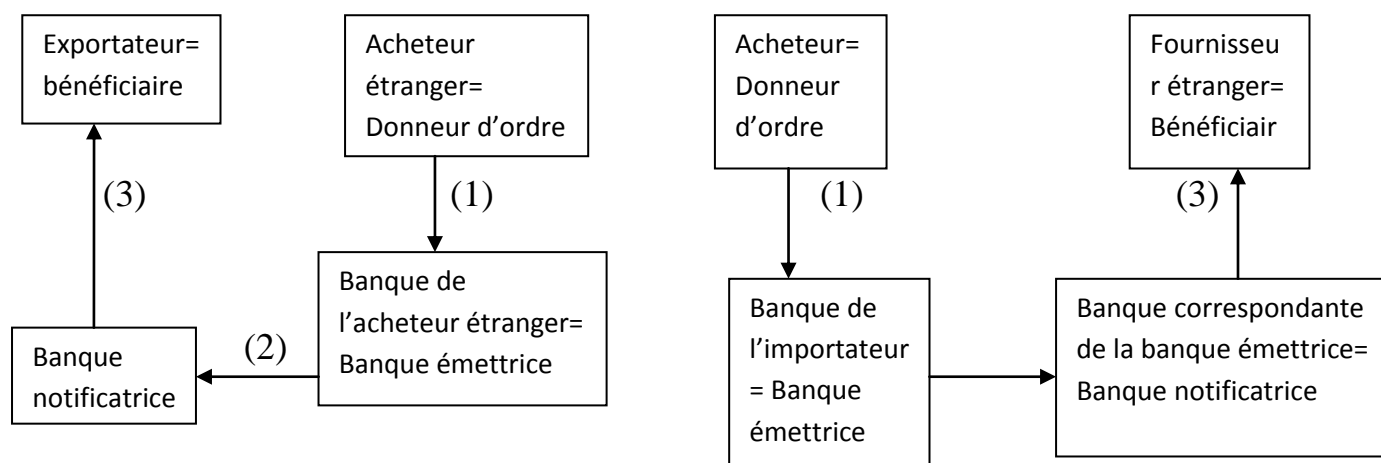 Exportateur=
bénéficiaire
Acheteur
étranger=
Donneur d'ordre
(3)
(1)
Banque de
l'acheteur étranger=
Banque émettrice
(2)
Banque
notificatrice
Acheteur=
Donneur
d'ordre
Fournisseu
r étranger=
Bénéficiair
(1)
(3)
Banque de
l'importateur
= Banque
émettrice
Banque correspondante
de la banque émettrice=
Banque notificatrice